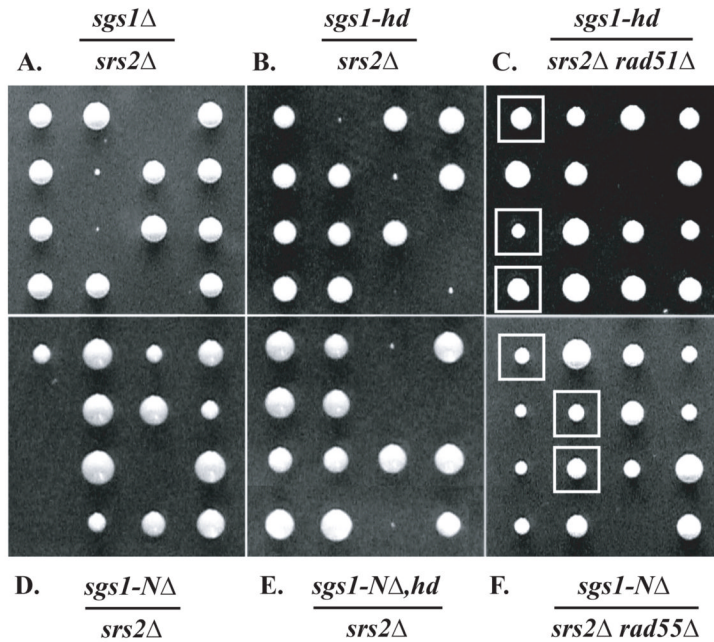 sgs1Δ
A. srs2Δ
sgs1-hd
B. srs2Δ
sgs1-hd
C. srs2Δ rad51Δ
D. sgs1-NΔ
srs2Δ
E. sgs1-NΔ,hd
srs2Δ
F. sgs1-NΔ
srs2Δ rad55Δ